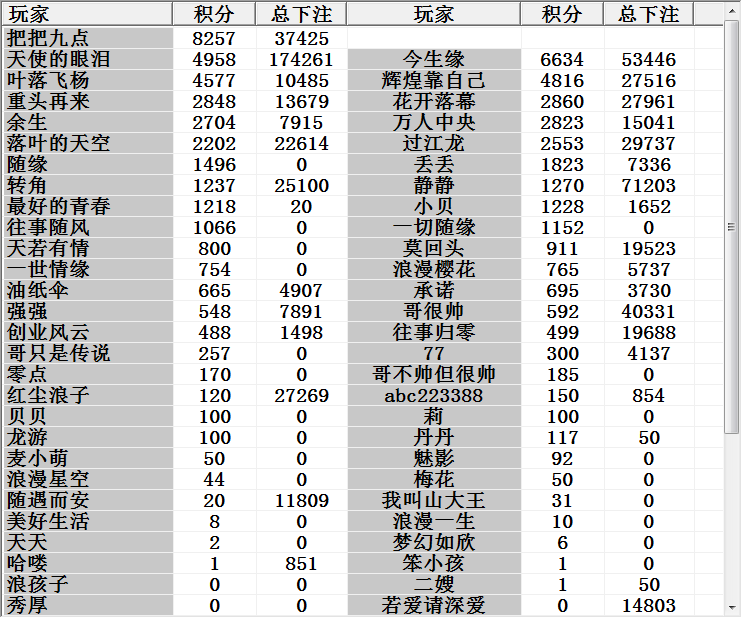 玩家 积分 总下注 玩家 积分 总下注
把把九点 8257 37425
天使的眼泪 4958 174261 今生缘 6634 53446
叶落飞杨 4577 10485 辉煌靠自己 4816 27516
重头再来 2848 13679 花开落幕 2860 27961
余生 2704 7915 万人中央 2823 15041
落叶的天空 2202 22614 过江龙 2553 29737
随缘 1496 0 丢丢 1823 7336
转角 1237 25100 静静 1270 71203
最好的青春 1218 20 小贝 1228 1652
往事随风 1066 0 一切随缘 1152 0
天若有情 800 0 莫回头 911 19523
一世情缘 754 0 浪漫樱花 765 5737
油纸伞 665 4907 承诺 695 3730
强强 548 7891 哥很帅 592 40331
创业风云 488 1498 往事归零 499 19688
哥只是传说 257 0 77 300 4137
零点 170 0 哥不帅但很帅 185 0
红尘浪子 120 27269 abc223388 150 854
贝贝 100 0 莉 100 0
龙游 100 0 丹丹 117 50
麦小萌 50 0 魅影 92 0
浪漫星空 44 0 梅花 50 0
随遇而安 20 11809 我叫山大王 31 0
美好生活 8 0 浪漫一生 10 0
天天 2 0 梦幻如欣 6 0
哈喽 1 851 笨小孩 1 0
浪孩子 0 0 二嫂 1 50
秀厚 0 0 若爱请深爱 0 14803